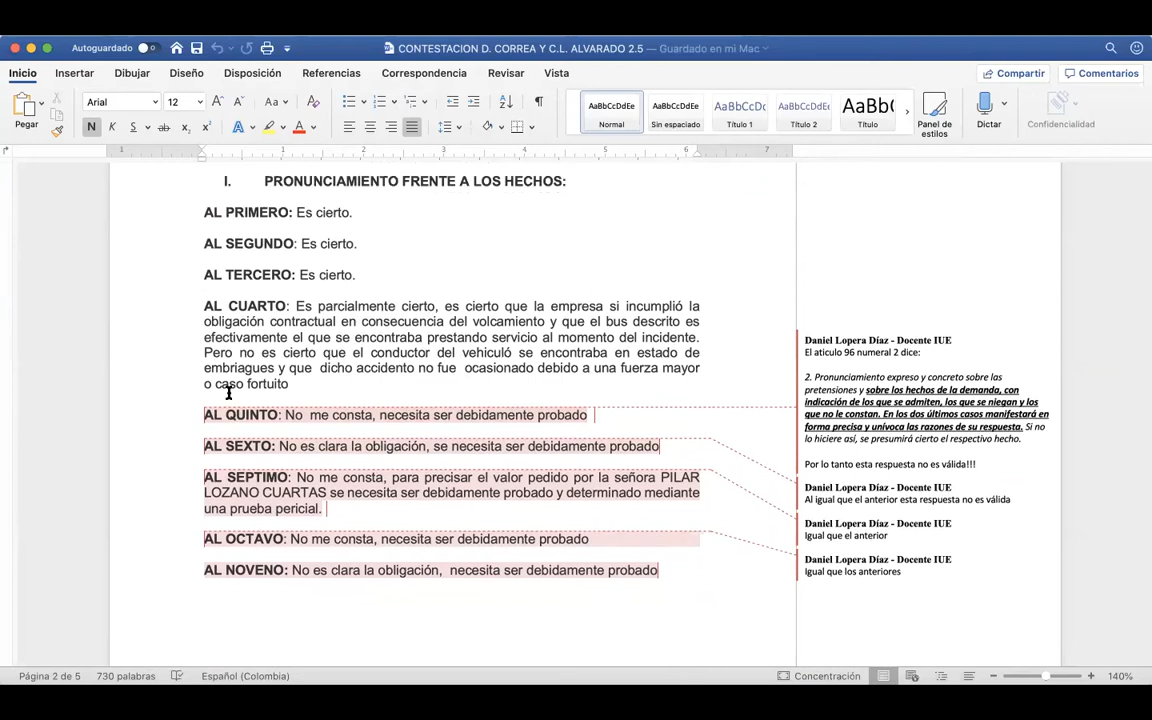 Autoguardado
CONTESTACION D. CORREA Y C.L. ALVARADO 2.5 — Guardado en mi Mac
Inicio Insertar Dibujar Diseño Disposición Referencias Correspondencia Revisar Vista
Compartir Comentarios
Pegar
Arial 12
N K S ab x₂ x²
AaBbCcDdEe AaBbCcDdEe AaBbCcDc AaBbCcDdEe AaBb(
Normal Sin espaciado Título 1 Título 2 Título
Panel de estilos
Dictar
Confidencialidad
1 1 2 3 4 5 6 7
I. PRONUNCIAMIENTO FRENTE A LOS HECHOS:
AL PRIMERO: Es cierto.
AL SEGUNDO: Es cierto.
AL TERCERO: Es cierto.
AL CUARTO: Es parcialmente cierto, es cierto que la empresa si incumplió la
obligación contractual en consecuencia del volcamiento y que el bus descrito es
efectivamente el que se encontraba prestando servicio al momento del incidente.
Pero no es cierto que el conductor del vehiculó se encontraba en estado de
embriagues y que dicho accidento no fue ocasionado debido a una fuerza mayor
o caso fortuito
AL QUINTO: No me consta, necesita ser debidamente probado
AL SEXTO: No es clara la obligación, se necesita ser debidamente probado
AL SEPTIMO: No me consta, para precisar el valor pedido por la señora PILAR
LOZANO CUARTAS se necesita ser debidamente probado y determinado mediante
una prueba pericial.
AL OCTAVO: No me consta, necesita ser debidamente probado
AL NOVENO: No es clara la obligación, necesita ser debidamente probado
Daniel Lopera Díaz - Docente IUE
El aticulo 96 numeral 2 dice:
2. Pronunciamiento expreso y concreto sobre las
pretensiones y sobre los hechos de la demanda, con
indicación de los que se admiten, los que se niegan y los
que no le constan. En los dos últimos casos manifestará en
forma precisa y unívoca las razones de su respuesta. Si no
lo hiciere así, se presumirá cierto el respectivo hecho.
Por lo tanto esta respuesta no es válida!!!
Daniel Lopera Díaz - Docente IUE
Al igual que el anterior esta respuesta no es válida
Daniel Lopera Díaz - Docente IUE
Igual que el anterior
Daniel Lopera Díaz - Docente IUE
Igual que los anteriores
Página 2 de 5 730 palabras Español (Colombia) Concentración 140%